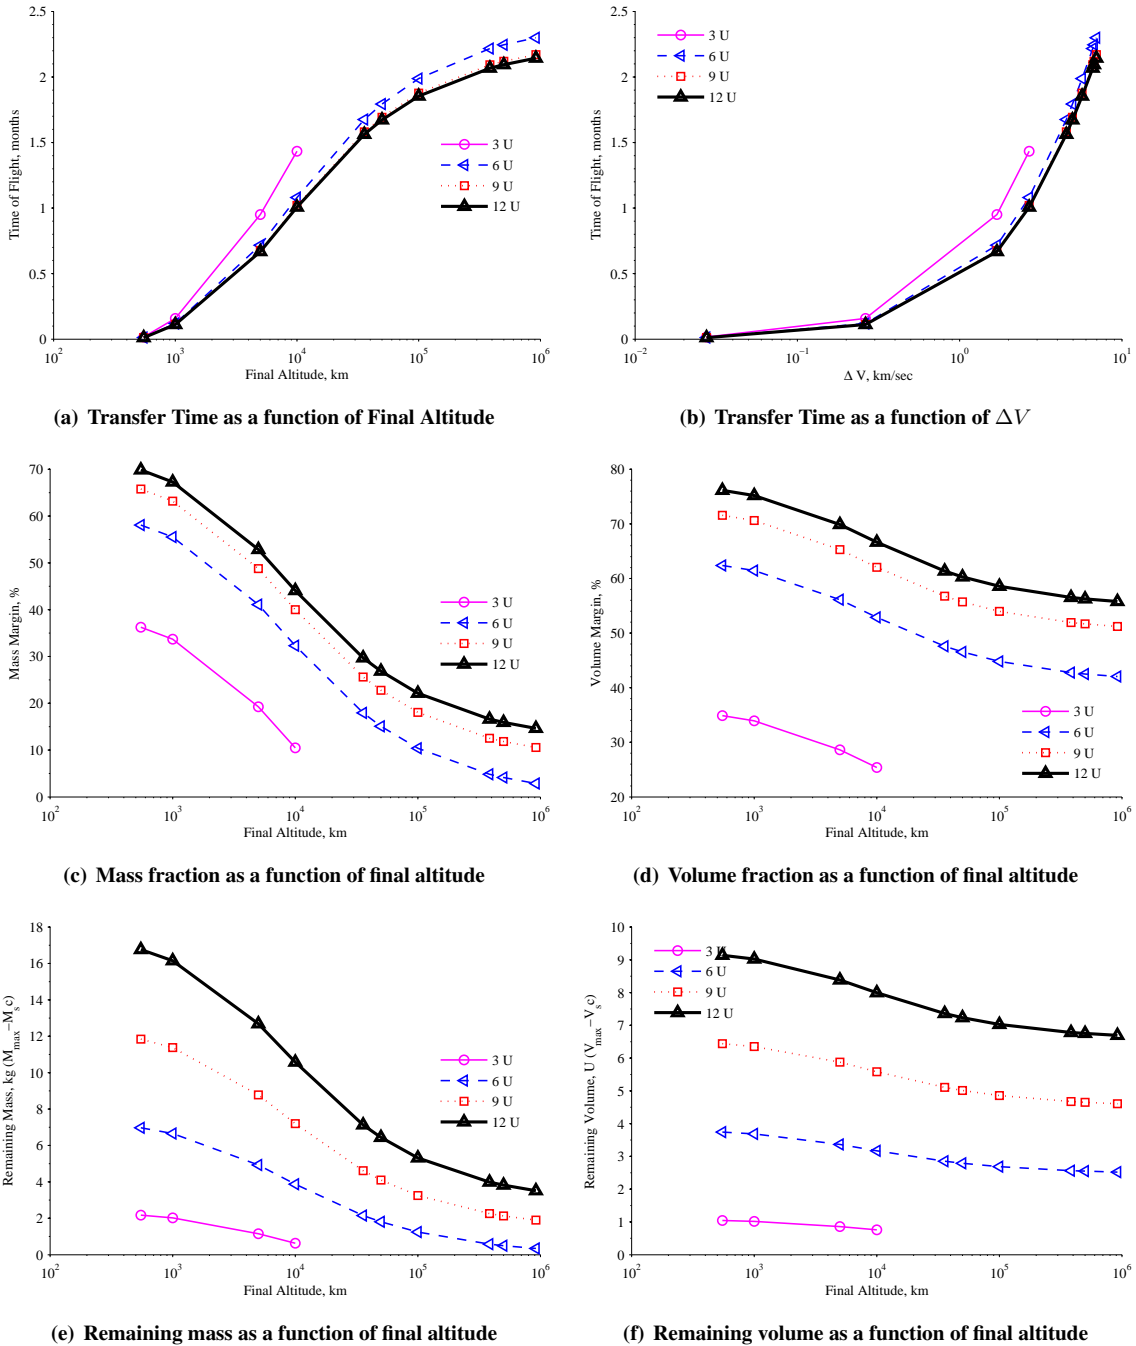 2.5
2
1.5
1
0.5
0
10^2 10^3 10^4 10^5 10^6
Time of Flight, months
Final Altitude, km
3 U
6 U
9 U
12 U
(a) Transfer Time as a function of Final Altitude
2.5
2
1.5
1
0.5
0
10^−2 10^−1 10^0 10^1
Time of Flight, months
Δ V, km/sec
3 U
6 U
9 U
12 U
(b) Transfer Time as a function of ΔV
70
60
50
40
30
20
10
0
10^2 10^3 10^4 10^5 10^6
Mass Margin, %
Final Altitude, km
3 U
6 U
9 U
12 U
(c) Mass fraction as a function of final altitude
80
70
60
50
40
30
20
10^2 10^3 10^4 10^5 10^6
Volume Margin, %
Final Altitude, km
3 U
6 U
9 U
12 U
(d) Volume fraction as a function of final altitude
18
16
14
12
10
8
6
4
2
0
10^2 10^3 10^4 10^5 10^6
Remaining Mass, kg (M_max−M_sc)
Final Altitude, km
3 U
6 U
9 U
12 U
(e) Remaining mass as a function of final altitude
10
9
8
7
6
5
4
3
2
1
0
10^2 10^3 10^4 10^5 10^6
Remaining Volume, U (V_max−V_sc)
Final Altitude, km
3 U
6 U
9 U
12 U
(f) Remaining volume as a function of final altitude